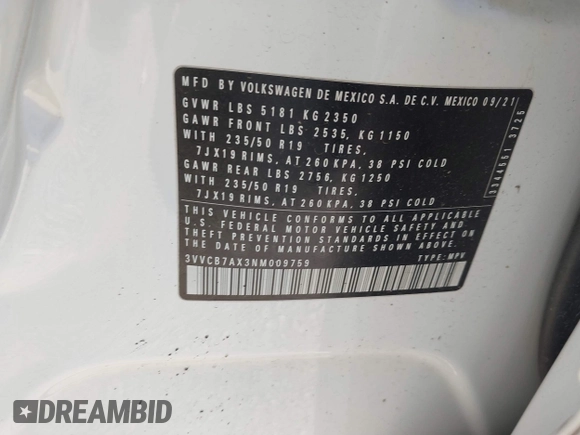 MFD BY VOLKSWAGEN DE MEXICO S.A. DE C.V. MEXICO 09/21
GVWR LBS 5181 KG 2350
GAWR FRONT LBS 2535, KG 1150
WITH 235/50 R19 TIRES,
7JX19 RIMS, AT 260 KPA, 38 PSI COLD
GAWR REAR LBS 2756, KG 1250
WITH 235/50 R19 TIRES,
7JX19 RIMS, AT 260 KPA, 38 PSI COLD
THIS VEHICLE CONFORMS TO ALL APPLICABLE
U.S. FEDERAL MOTOR VEHICLE SAFETY AND
THEFT PREVENTION STANDARDS IN EFFECT ON
THE DATE OF MANUFACTURE SHOWN ABOVE.
3VVCB7AX3NM009759 TYPE: MPV
3344551 3725
DREAMBID